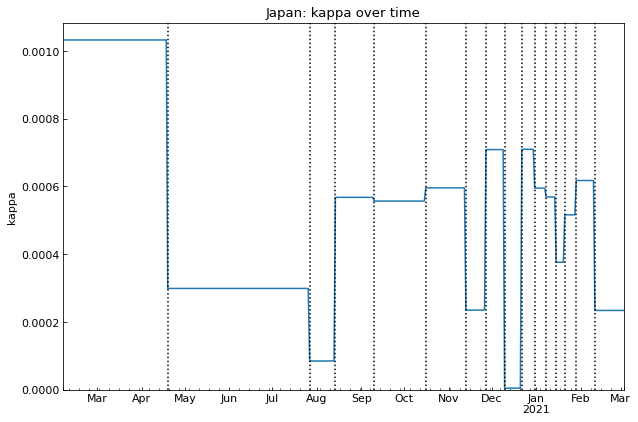 Japan: kappa over time
kappa
0.0010
0.0008
0.0006
0.0004
0.0002
0.0000
Mar Apr May Jun Jul Aug Sep Oct Nov Dec Jan Feb Mar
2021